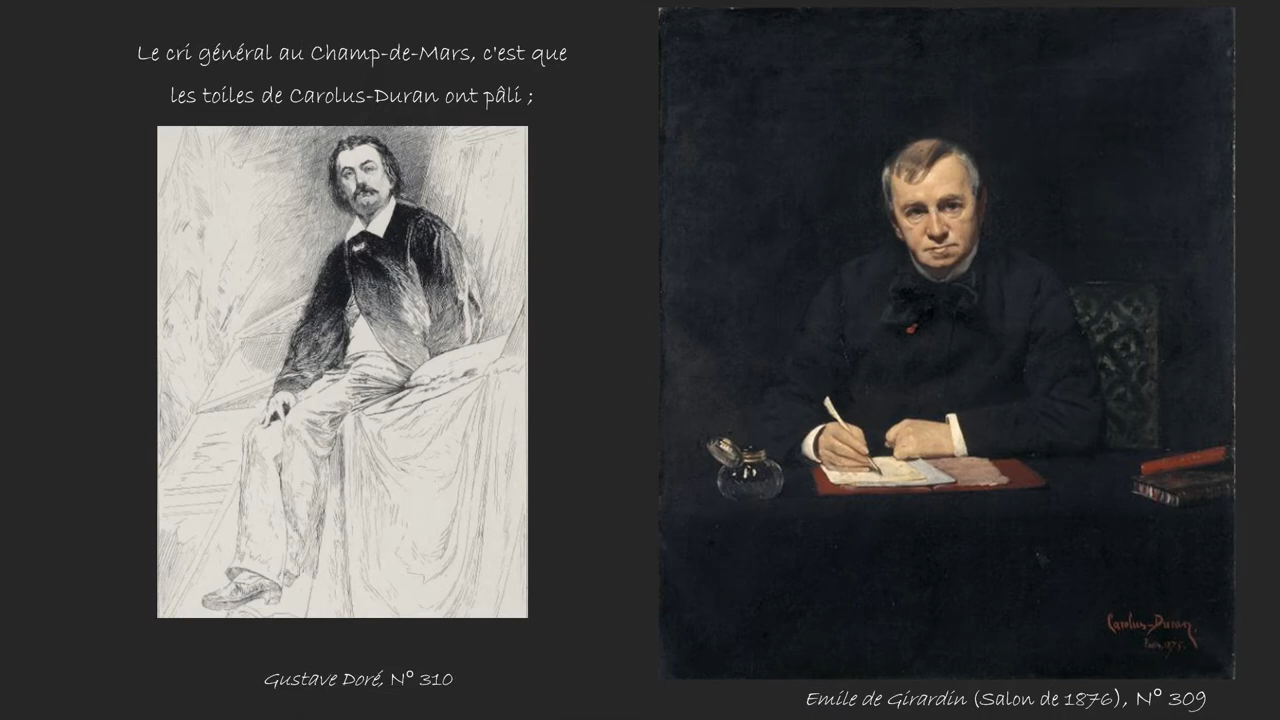 Le cri général au Champ-de-Mars, c'est que
les toiles de Carolus-Duran ont pâli ;
Carolus-Duran.
Gustave Doré, N° 310
Emile de Girardin (Salon de 1876), N° 309